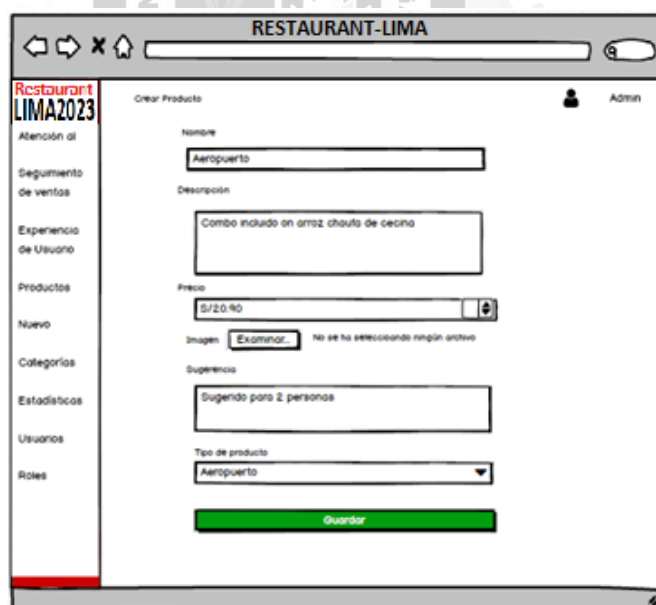 RESTAURANT-LIMA
Restaurant
LIMA2023
Crear Producto
Admin
Atención al
Seguimiento
de ventas
Experiencia
de Usuario
Productos
Nuevo
Categorías
Estadísticas
Usuarios
Roles
Nombre
Aeropuerto
Descripción
Combo incluido on arroz chaufa de cecina
Precio
S/20.90
Imagen Examinar.. No se ha seleccioando ningún archivo
Sugerencia
Sugerido para 2 personas
Tipo de producto
Aeropuerto
Guardar